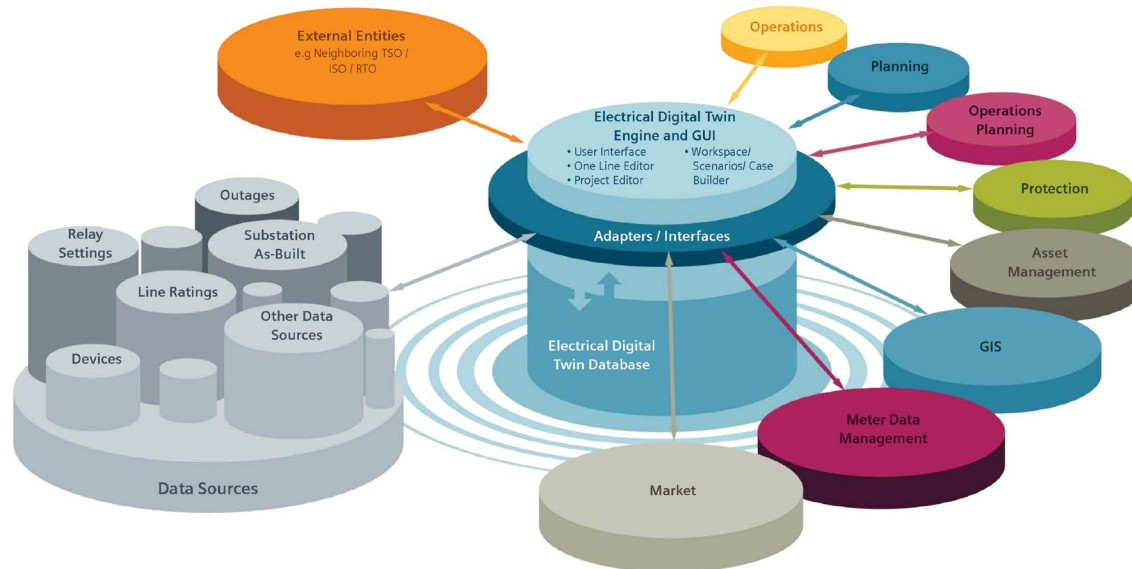 External Entities
e.g Neighboring TSO /
ISO / RTO
Operations
Planning
Operations
Planning
Protection
Asset
Management
GIS
Meter Data
Management
Market
Electrical Digital Twin
Engine and GUI
• User Interface
• One Line Editor
• Project Editor
• Workspace/
Scenarios/ Case
Builder
Adapters / Interfaces
Electrical Digital
Twin Database
Outages
Relay
Settings
Substation
As-Built
Line Ratings
Other Data
Sources
Devices
Data Sources